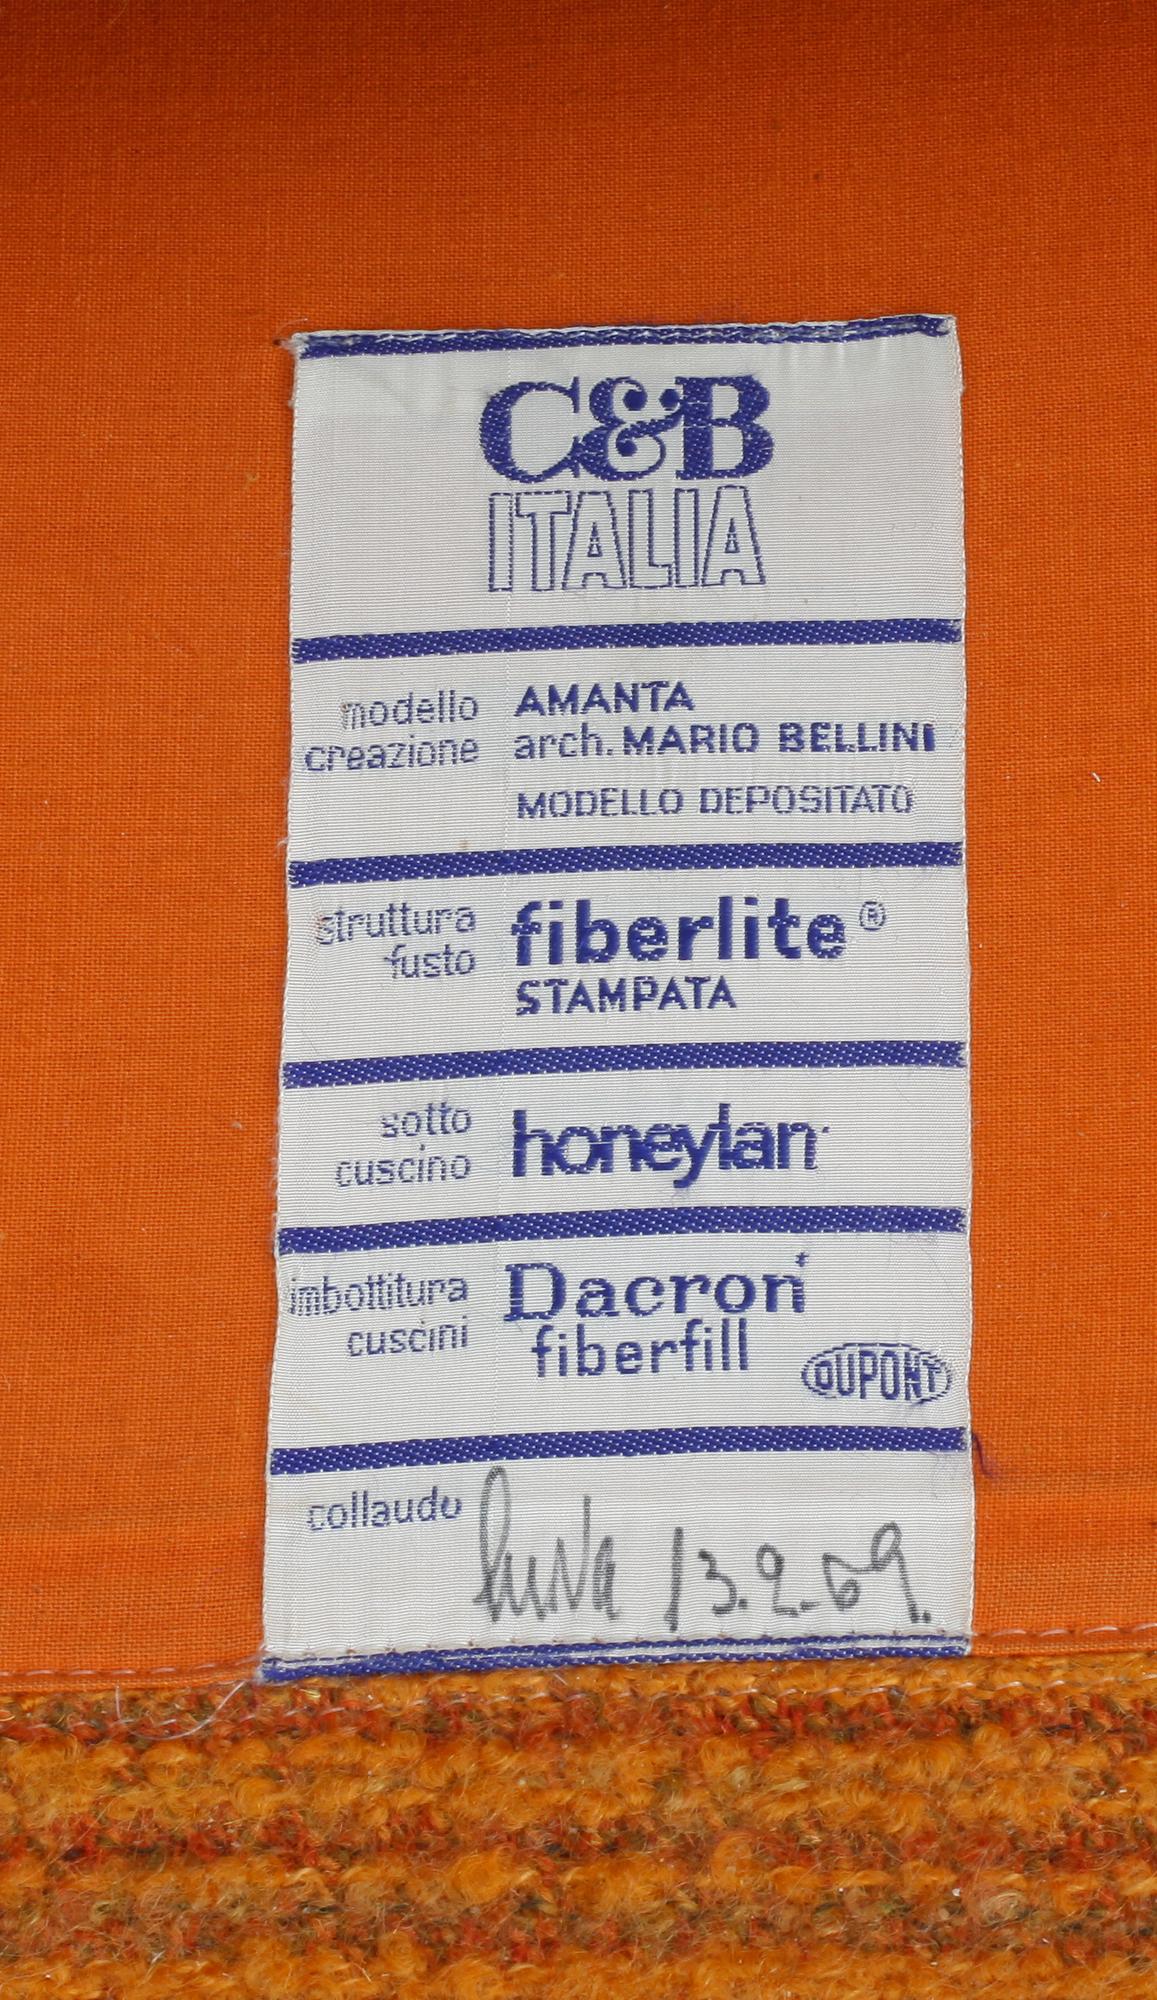 C&B
ITALIA
modello AMANTA
creazione arch. MARIO BELLINI
MODELLO DEPOSITATO
struttura fiberlite®
fusto STAMPATA
sotto honeylan
cuscino
imbottitura Dacron*
cuscini fiberfill
DUPONT
collaudo 13.2.69.